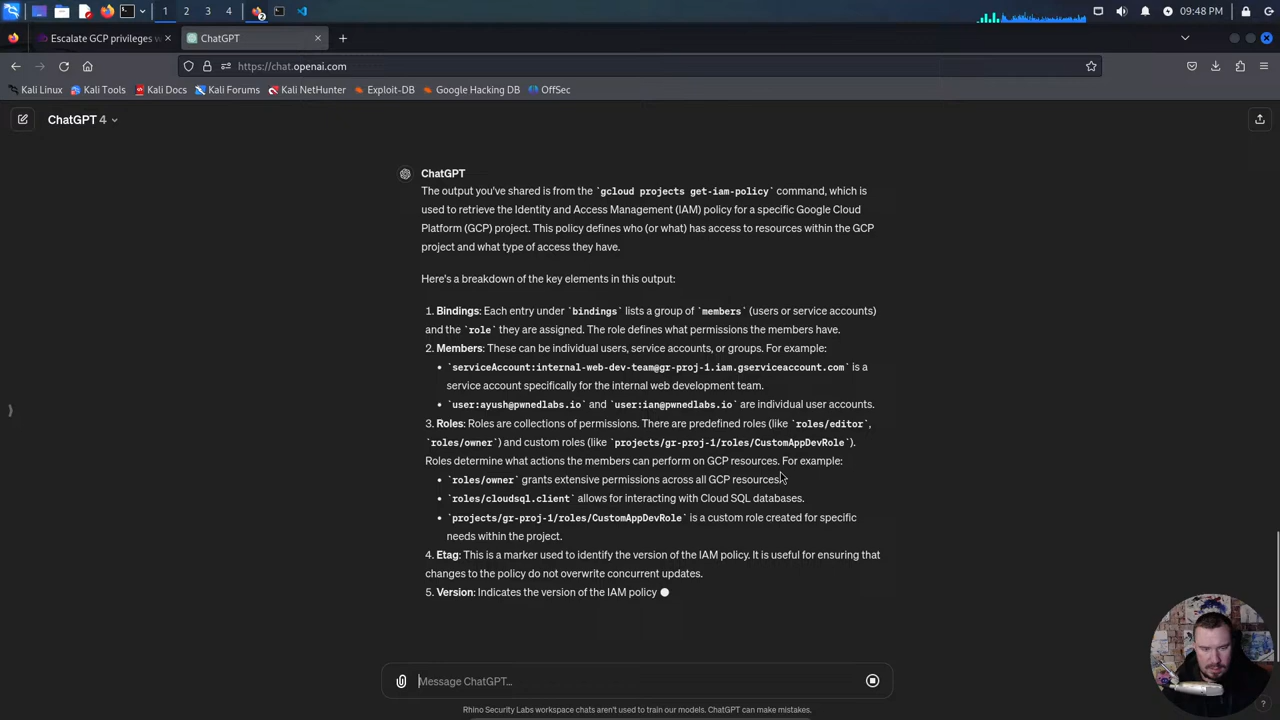 1
2
3
4
2
09:48 PM
Escalate GCP privileges w
ChatGPT
https://chat.openai.com
Kali Linux
Kali Tools
Kali Docs
Kali Forums
Kali NetHunter
Exploit-DB
Google Hacking DB
OffSec
ChatGPT 4
ChatGPT
The output you've shared is from the `gcloud projects get-iam-policy` command, which is
used to retrieve the Identity and Access Management (IAM) policy for a specific Google Cloud
Platform (GCP) project. This policy defines who (or what) has access to resources within the GCP
project and what type of access they have.
Here's a breakdown of the key elements in this output:
1. Bindings: Each entry under `bindings` lists a group of `members` (users or service accounts)
and the `role` they are assigned. The role defines what permissions the members have.
2. Members: These can be individual users, service accounts, or groups. For example:
• `serviceAccount:internal-web-dev-team@gr-proj-1.iam.gserviceaccount.com` is a
service account specifically for the internal web development team.
• `user:ayush@pwnedlabs.io` and `user:ian@pwnedlabs.io` are individual user accounts.
3. Roles: Roles are collections of permissions. There are predefined roles (like `roles/editor`,
`roles/owner`) and custom roles (like `projects/gr-proj-1/roles/CustomAppDevRole`).
Roles determine what actions the members can perform on GCP resources. For example:
• `roles/owner` grants extensive permissions across all GCP resources.
• `roles/cloudsql.client` allows for interacting with Cloud SQL databases.
• `projects/gr-proj-1/roles/CustomAppDevRole` is a custom role created for specific
needs within the project.
4. Etag: This is a marker used to identify the version of the IAM policy. It is useful for ensuring that
changes to the policy do not overwrite concurrent updates.
5. Version: Indicates the version of the IAM policy
Message ChatGPT...
Rhino Security Labs workspace chats aren't used to train our models. ChatGPT can make mistakes.
?